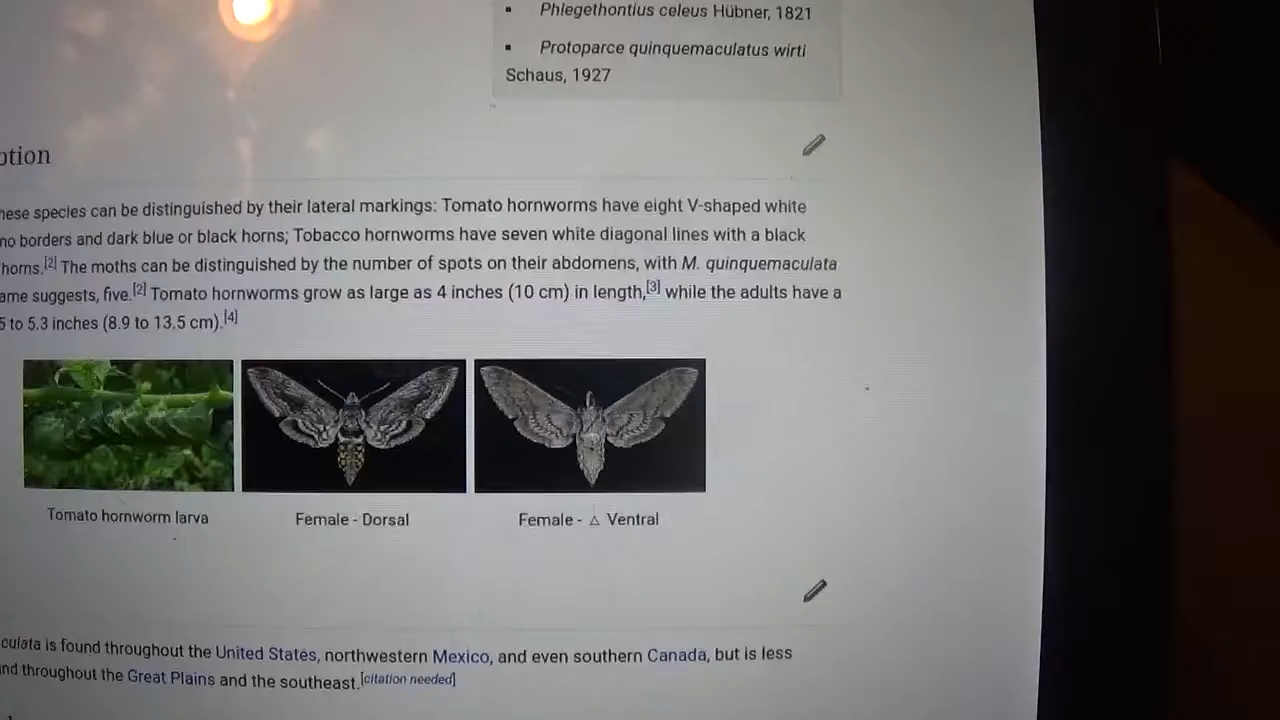 ▪ Phlegethontius celeus Hübner, 1821
▪ Protoparce quinquemaculatus wirti
Schaus, 1927
ption
hese species can be distinguished by their lateral markings: Tomato hornworms have eight V-shaped white
no borders and dark blue or black horns; Tobacco hornworms have seven white diagonal lines with a black
horns.[2] The moths can be distinguished by the number of spots on their abdomens, with M. quinquemaculata
ame suggests, five.[2] Tomato hornworms grow as large as 4 inches (10 cm) in length,[3] while the adults have a
5 to 5.3 inches (8.9 to 13.5 cm).[4]
Tomato hornworm larva
Female - Dorsal
Female - △ Ventral
culata is found throughout the United States, northwestern Mexico, and even southern Canada, but is less
nd throughout the Great Plains and the southeast.[citation needed]